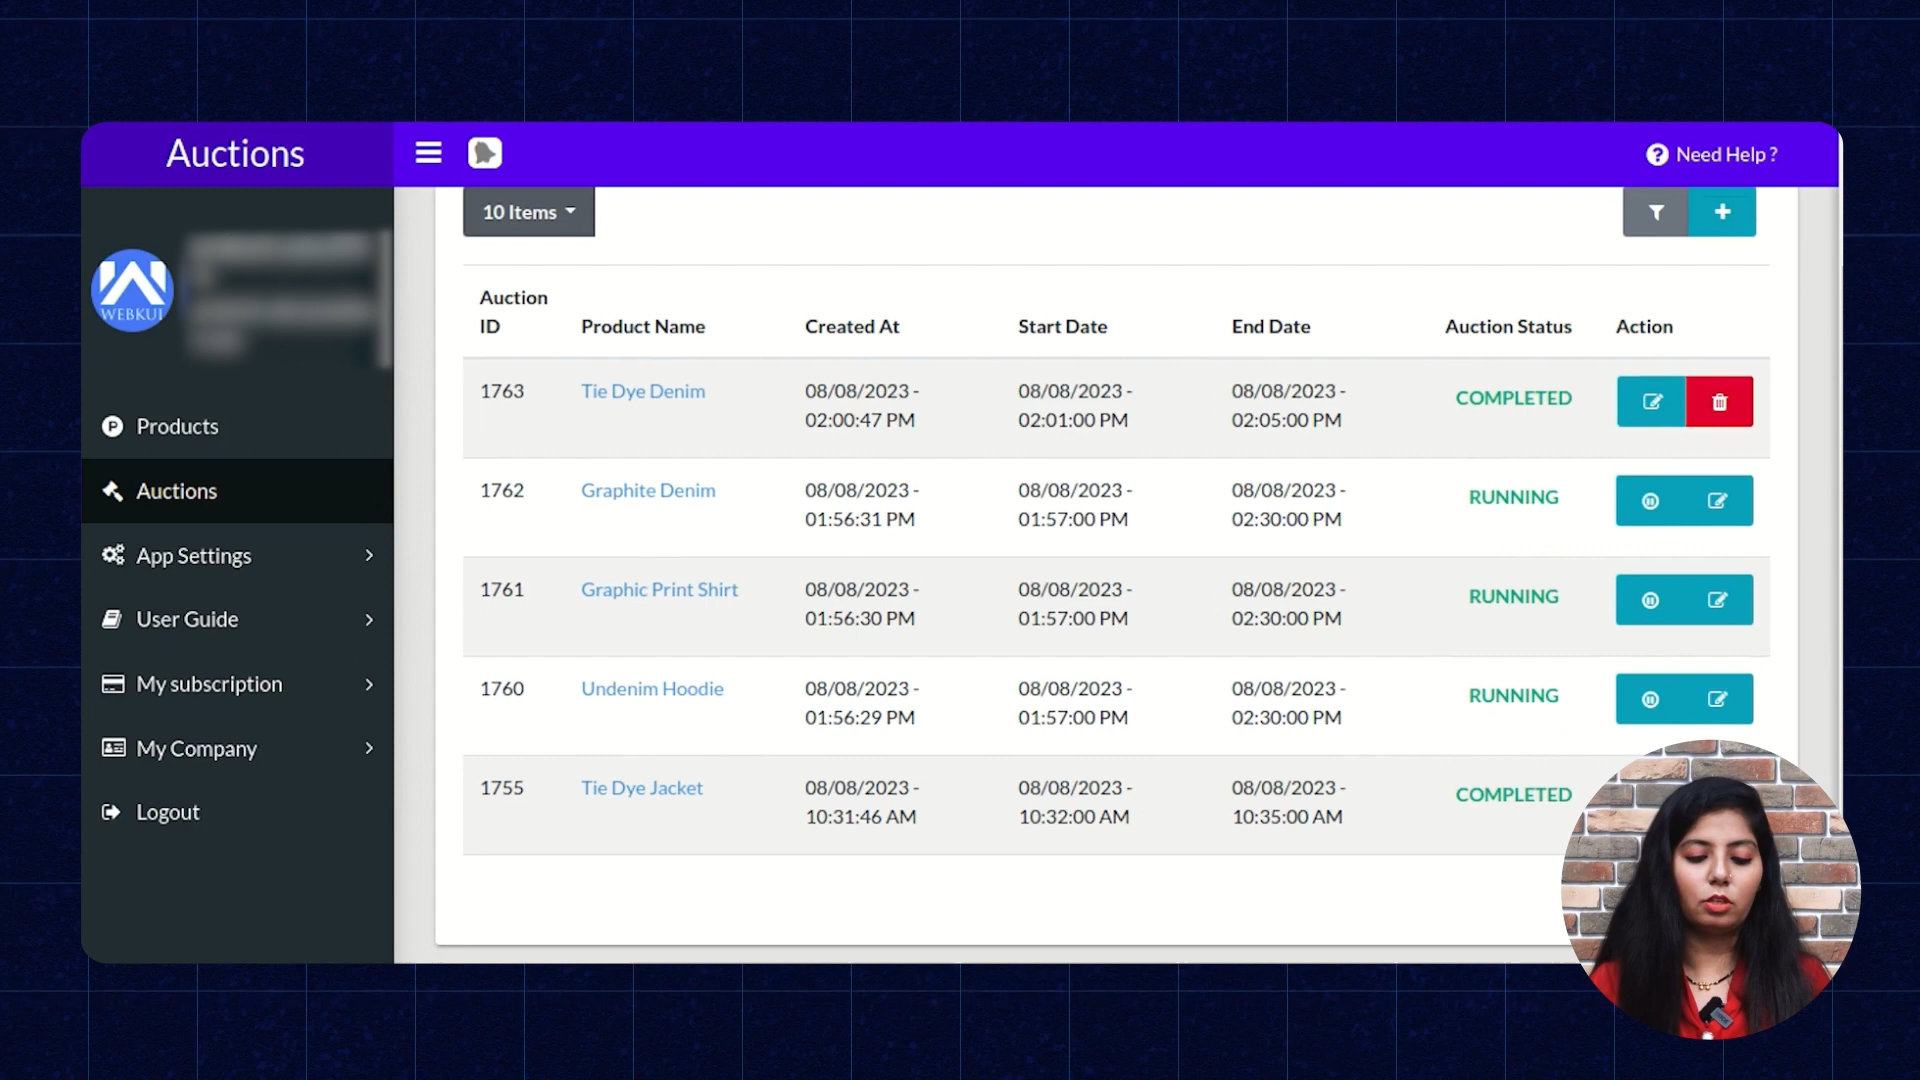 Auctions
Need Help ?
10 Items
WEBKUL
Products
Auctions
App Settings
User Guide
My subscription
My Company
Logout
Auction ID Product Name Created At Start Date End Date Auction Status Action
1763 Tie Dye Denim 08/08/2023 - 08/08/2023 - 08/08/2023 - COMPLETED
02:00:47 PM 02:01:00 PM 02:05:00 PM
1762 Graphite Denim 08/08/2023 - 08/08/2023 - 08/08/2023 - RUNNING
01:56:31 PM 01:57:00 PM 02:30:00 PM
1761 Graphic Print Shirt 08/08/2023 - 08/08/2023 - 08/08/2023 - RUNNING
01:56:30 PM 01:57:00 PM 02:30:00 PM
1760 Undenim Hoodie 08/08/2023 - 08/08/2023 - 08/08/2023 - RUNNING
01:56:29 PM 01:57:00 PM 02:30:00 PM
1755 Tie Dye Jacket 08/08/2023 - 08/08/2023 - 08/08/2023 - COMPLETED
10:31:46 AM 10:32:00 AM 10:35:00 AM